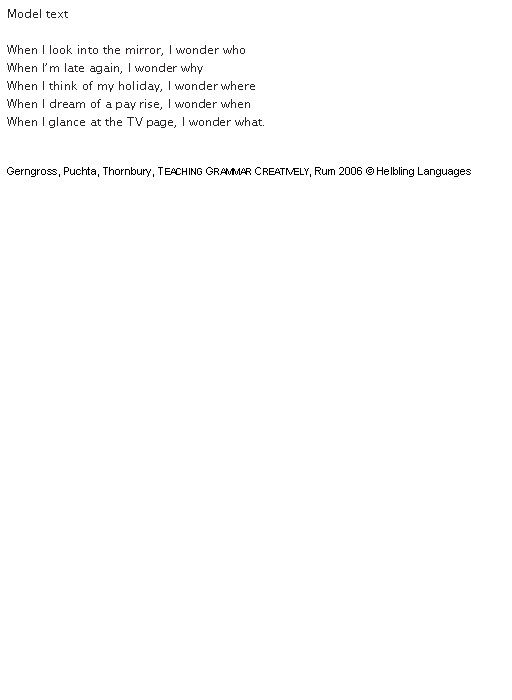 Model text
When I look into the mirror, I wonder who
When I'm late again, I wonder why
When I think of my holiday, I wonder where
When I dream of a pay rise, I wonder when
When I glance at the TV page, I wonder what.
Gerngross, Puchta, Thornbury, TEACHING GRAMMAR CREATIVELY, Rum 2006 © Helbling Languages